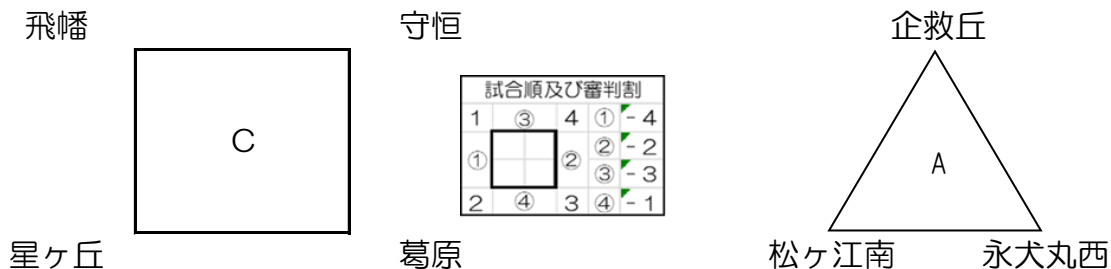 飛幡
守恒
企救丘
試合順及び審判割
1 ③ 4 ① - 4
① ② ② - 2
③ - 3
2 ④ 3 ④ - 1
C
A
星ヶ丘
葛原
松ヶ江南
永犬丸西